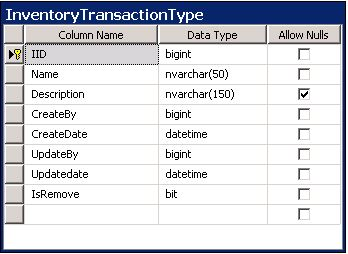 InventoryTransactionType
Column Name Data Type Allow Nulls
IID bigint
Name nvarchar(50)
Description nvarchar(150)
CreateBy bigint
CreateDate datetime
UpdateBy bigint
Updatedate datetime
IsRemove bit